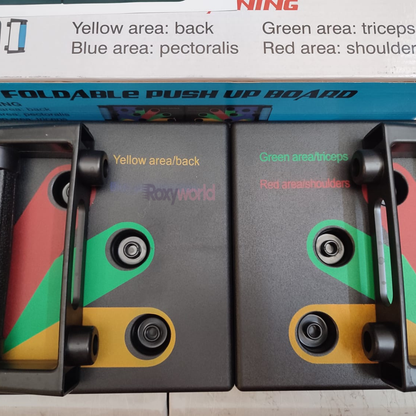 NING
Yellow area: back
Green area: triceps
Blue area: pectoralis
Red area: shoulder
FOLDABLE PUSH UP BOARD
Yellow area/back
Roxyworld
Green area/triceps
Red area/shoulders